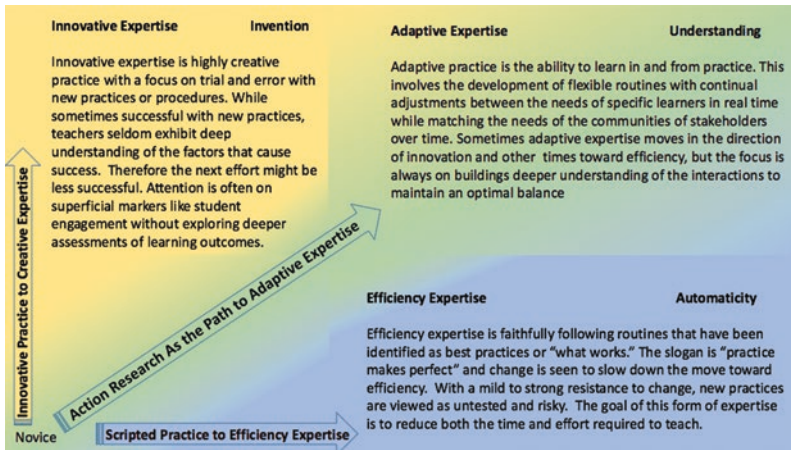 Innovative Expertise Invention
Innovative expertise is highly creative
practice with a focus on trial and error with
new practices or procedures. While
sometimes successful with new practices,
teachers seldom exhibit deep
understanding of the factors that cause
success. Therefore the next effort might be
less successful. Attention is often on
superficial markers like student
engagement without exploring deeper
assessments of learning outcomes.
Adaptive Expertise Understanding
Adaptive practice is the ability to learn in and from practice. This
involves the development of flexible routines with continual
adjustments between the needs of specific learners in real time
while matching the needs of the communities of stakeholders
over time. Sometimes adaptive expertise moves in the direction
of innovation and other times toward efficiency, but the focus is
always on buildings deeper understanding of the interactions to
maintain an optimal balance
Innovative Practice to Creative Expertise
Action Research As the Path to Adaptive Expertise
Efficiency Expertise Automaticity
Efficiency expertise is faithfully following routines that have been
identified as best practices or “what works.” The slogan is “practice
makes perfect” and change is seen to slow down the move toward
efficiency. With a mild to strong resistance to change, new practices
are viewed as untested and risky. The goal of this form of expertise
is to reduce both the time and effort required to teach.
Novice
Scripted Practice to Efficiency Expertise